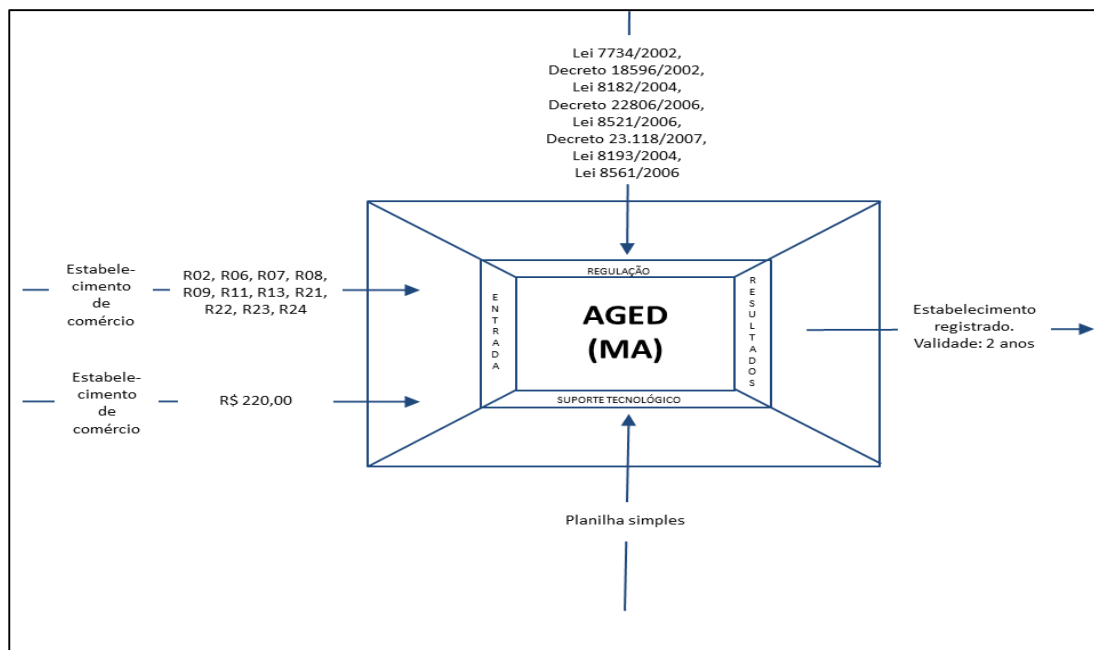 Lei 7734/2002,
Decreto 18596/2002,
Lei 8182/2004,
Decreto 22806/2006,
Lei 8521/2006,
Decreto 23.118/2007,
Lei 8193/2004,
Lei 8561/2006
Estabele-
cimento
de
comércio
R02, R06, R07, R08,
R09, R11, R13, R21,
R22, R23, R24
Estabele-
cimento
de
comércio
R$ 220,00
ENTRADA
REGULAÇÃO
AGED
(MA)
SUPORTE TECNOLÓGICO
RESULTADOS
Estabelecimento
registrado.
Validade: 2 anos
Planilha simples